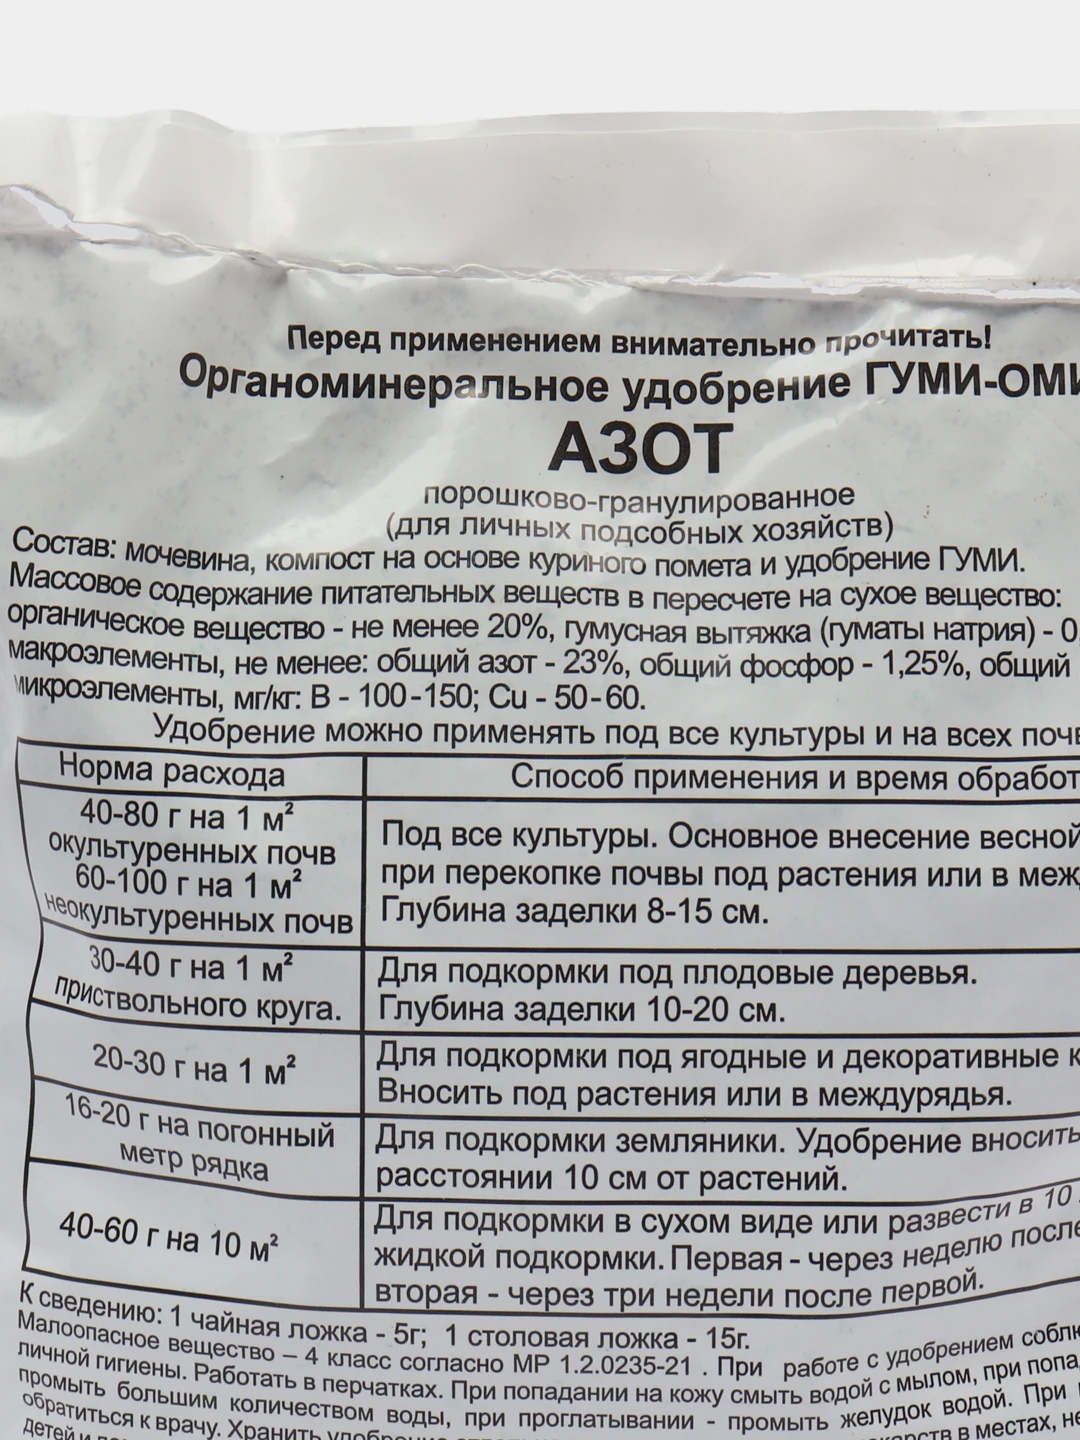 Перед применением внимательно прочитать!
Органоминеральное удобрение ГУМИ-ОМИ
АЗОТ
порошково-гранулированное
(для личных подсобных хозяйств)
Состав: мочевина, компост на основе куриного помета и удобрение ГУМИ.
Массовое содержание питательных веществ в пересчете на сухое вещество:
органическое вещество - не менее 20%, гумусная вытяжка (гуматы натрия) - 0,
макроэлементы, не менее: общий азот - 23%, общий фосфор - 1,25%, общий
микроэлементы, мг/кг: В - 100-150; Cu - 50-60.
Удобрение можно применять под все культуры и на всех
Норма расхода
Способ применения и время
40-80 г на 1 м²
окультуренных почв
60-100 г на 1 м²
неокультуренных почв
Под все культуры. Основное внесение весной
при перекопке почвы под растения или в
Глубина заделки 8-15 см.
30-40 г на 1 м²
приствольного круга.
Для подкормки под плодовые деревья.
Глубина заделки 10-20 см.
20-30 г на 1 м²
Для подкормки под ягодные и декоративные
Вносить под растения или в междурядья.
16-20 г на погонный
метр рядка
Для подкормки земляники. Удобрение вносить
расстоянии 10 см от растений.
40-60 г на 10 м²
Для подкормки в сухом виде или развести в 10
жидкой подкормки. Первая - через неделю после
вторая - через три недели после первой.
К сведению: 1 чайная ложка - 5г; 1 столовая ложка - 15г.
Малоопасное вещество – 4 класс согласно МР 1.2.0235-21 . При работе с удобрением
личной гигиены. Работать в перчатках. При попадании на кожу смыть водой с мылом, при
промыть большим количеством воды, при проглатывании - промыть желудок водой. При
обратиться к врачу. Хранить удобрение в местах,
детей и